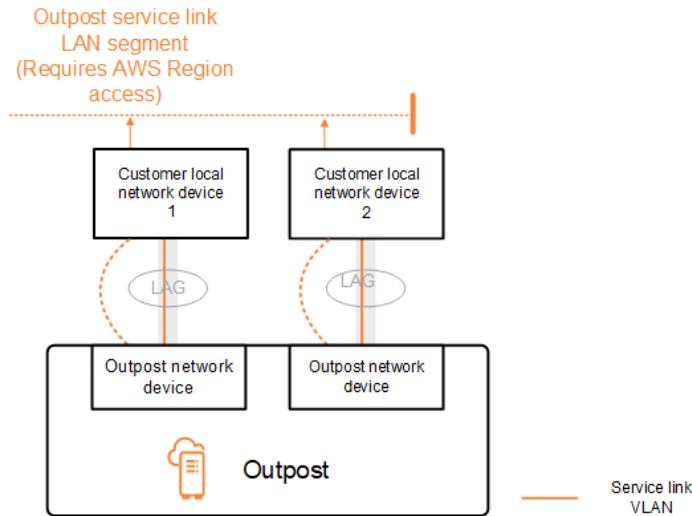 Outpost service link
LAN segment
(Requires AWS Region
access)
Customer local
network device
1
Customer local
network device
2
LAG
LAG
Outpost network
device
Outpost network
device
Outpost
Service link
VLAN